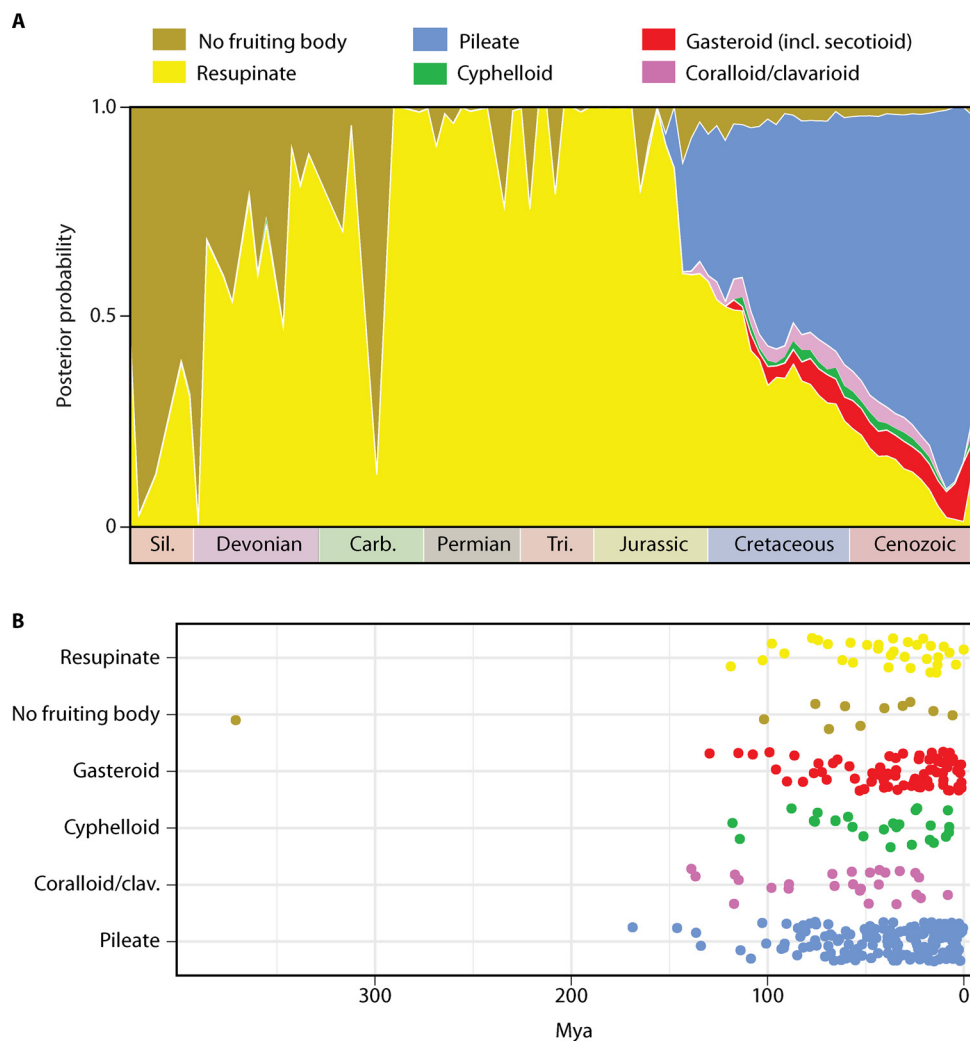 A
No fruiting body
Pileate
Gasteroid (incl. secotioid)
Resupinate
Cyphelloid
Coralloid/clavarioid
1.0
0.5
0
Posterior probability
Sil. Devonian Carb. Permian Tri. Jurassic Cretaceous Cenozoic
B
Resupinate
No fruiting body
Gasteroid
Cyphelloid
Coralloid/clav.
Pileate
300 200 100 0
Mya